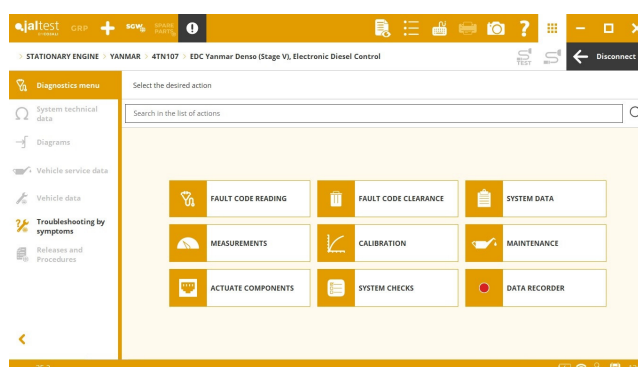 jaltest GRP SGW SPARE PARTS
STATIONARY ENGINE > YANMAR > 4TN107 > EDC Yanmar Denso (Stage V), Electronic Diesel Control
TEST
Disconnect
Diagnostics menu
Select the desired action
System technical data
Search in the list of actions
Diagrams
Vehicle service data
Vehicle data
Troubleshooting by symptoms
Releases and Procedures
FAULT CODE READING
FAULT CODE CLEARANCE
SYSTEM DATA
MEASUREMENTS
CALIBRATION
MAINTENANCE
ACTUATE COMPONENTS
SYSTEM CHECKS
DATA RECORDER